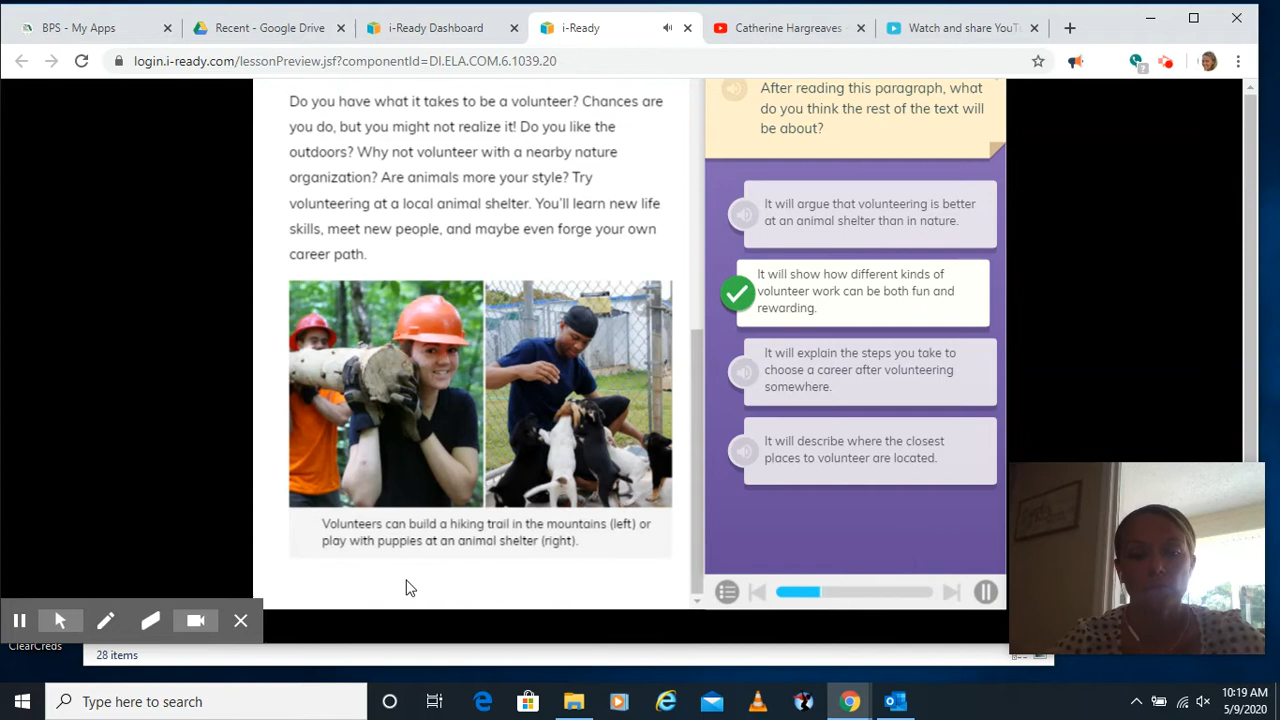 BPS - My Apps
Recent - Google Drive
i-Ready Dashboard
i-Ready
Catherine Hargreaves -
Watch and share YouTu
login.i-ready.com/lessonPreview.jsf?componentId=DI.ELA.COM.6.1039.20
Do you have what it takes to be a volunteer? Chances are
you do, but you might not realize it! Do you like the
outdoors? Why not volunteer with a nearby nature
organization? Are animals more your style? Try
volunteering at a local animal shelter. You'll learn new life
skills, meet new people, and maybe even forge your own
career path.
Volunteers can build a hiking trail in the mountains (left) or
play with puppies at an animal shelter (right).
After reading this paragraph, what
do you think the rest of the text will
be about?
It will argue that volunteering is better
at an animal shelter than in nature.
It will show how different kinds of
volunteer work can be both fun and
rewarding.
It will explain the steps you take to
choose a career after volunteering
somewhere.
It will describe where the closest
places to volunteer are located.
ClearCreds
28 items
Type here to search
10:19 AM
5/9/2020